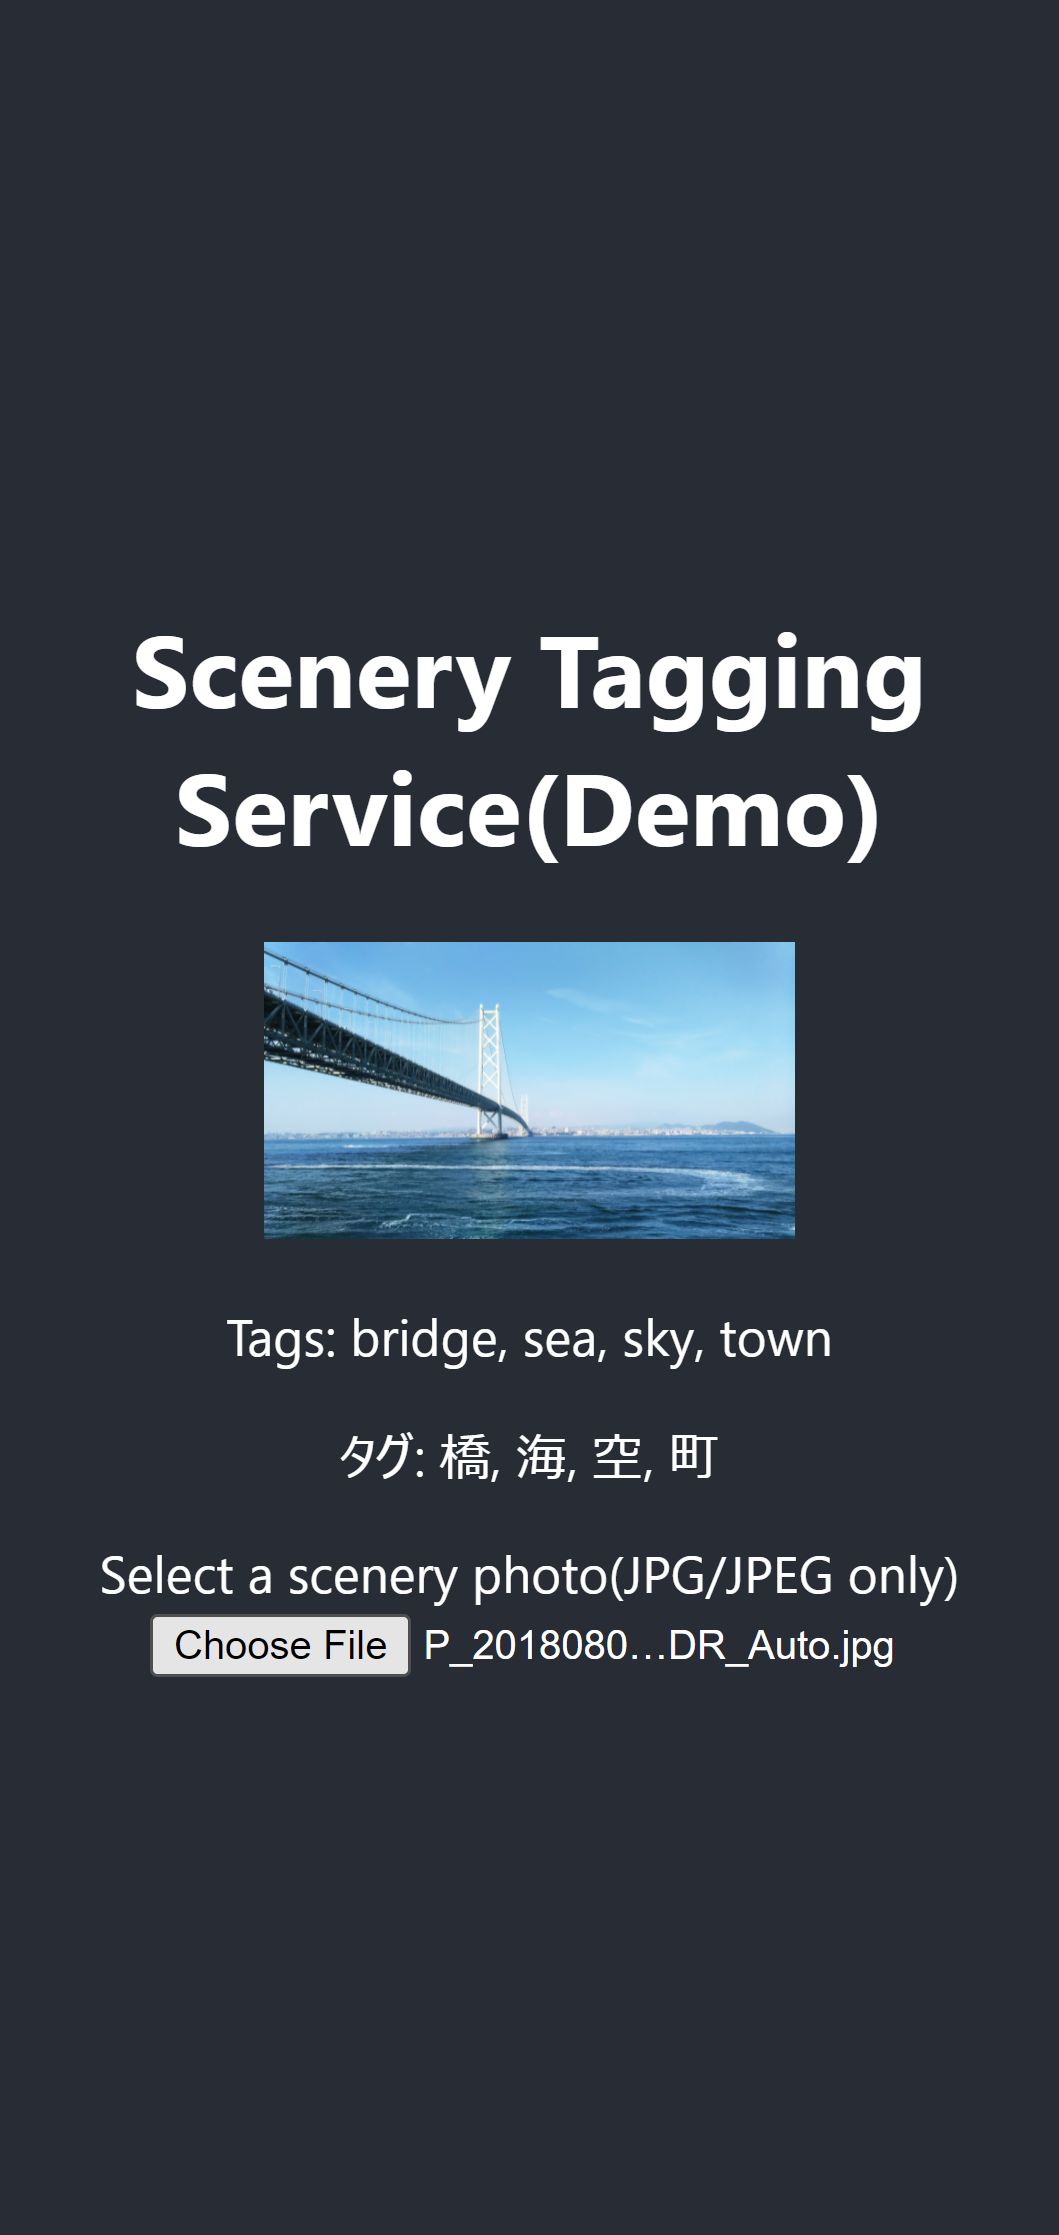 Scenery Tagging
Service(Demo)
Tags: bridge, sea, sky, town
タグ: 橋, 海, 空, 町
Select a scenery photo(JPG/JPEG only)
Choose File P_2018080…DR_Auto.jpg